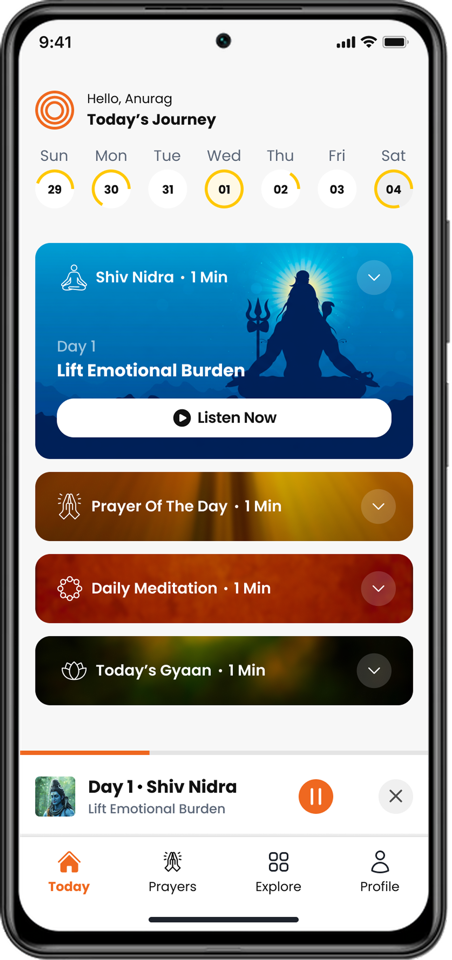 9:41
Hello, Anurag
Today's Journey
Sun Mon Tue Wed Thu Fri Sat
29 30 31 01 02 03 04
Shiv Nidra • 1 Min
Day 1
Lift Emotional Burden
Listen Now
Prayer Of The Day • 1 Min
Daily Meditation • 1 Min
Today's Gyaan • 1 Min
Day 1 • Shiv Nidra
Lift Emotional Burden
Today Prayers Explore Profile